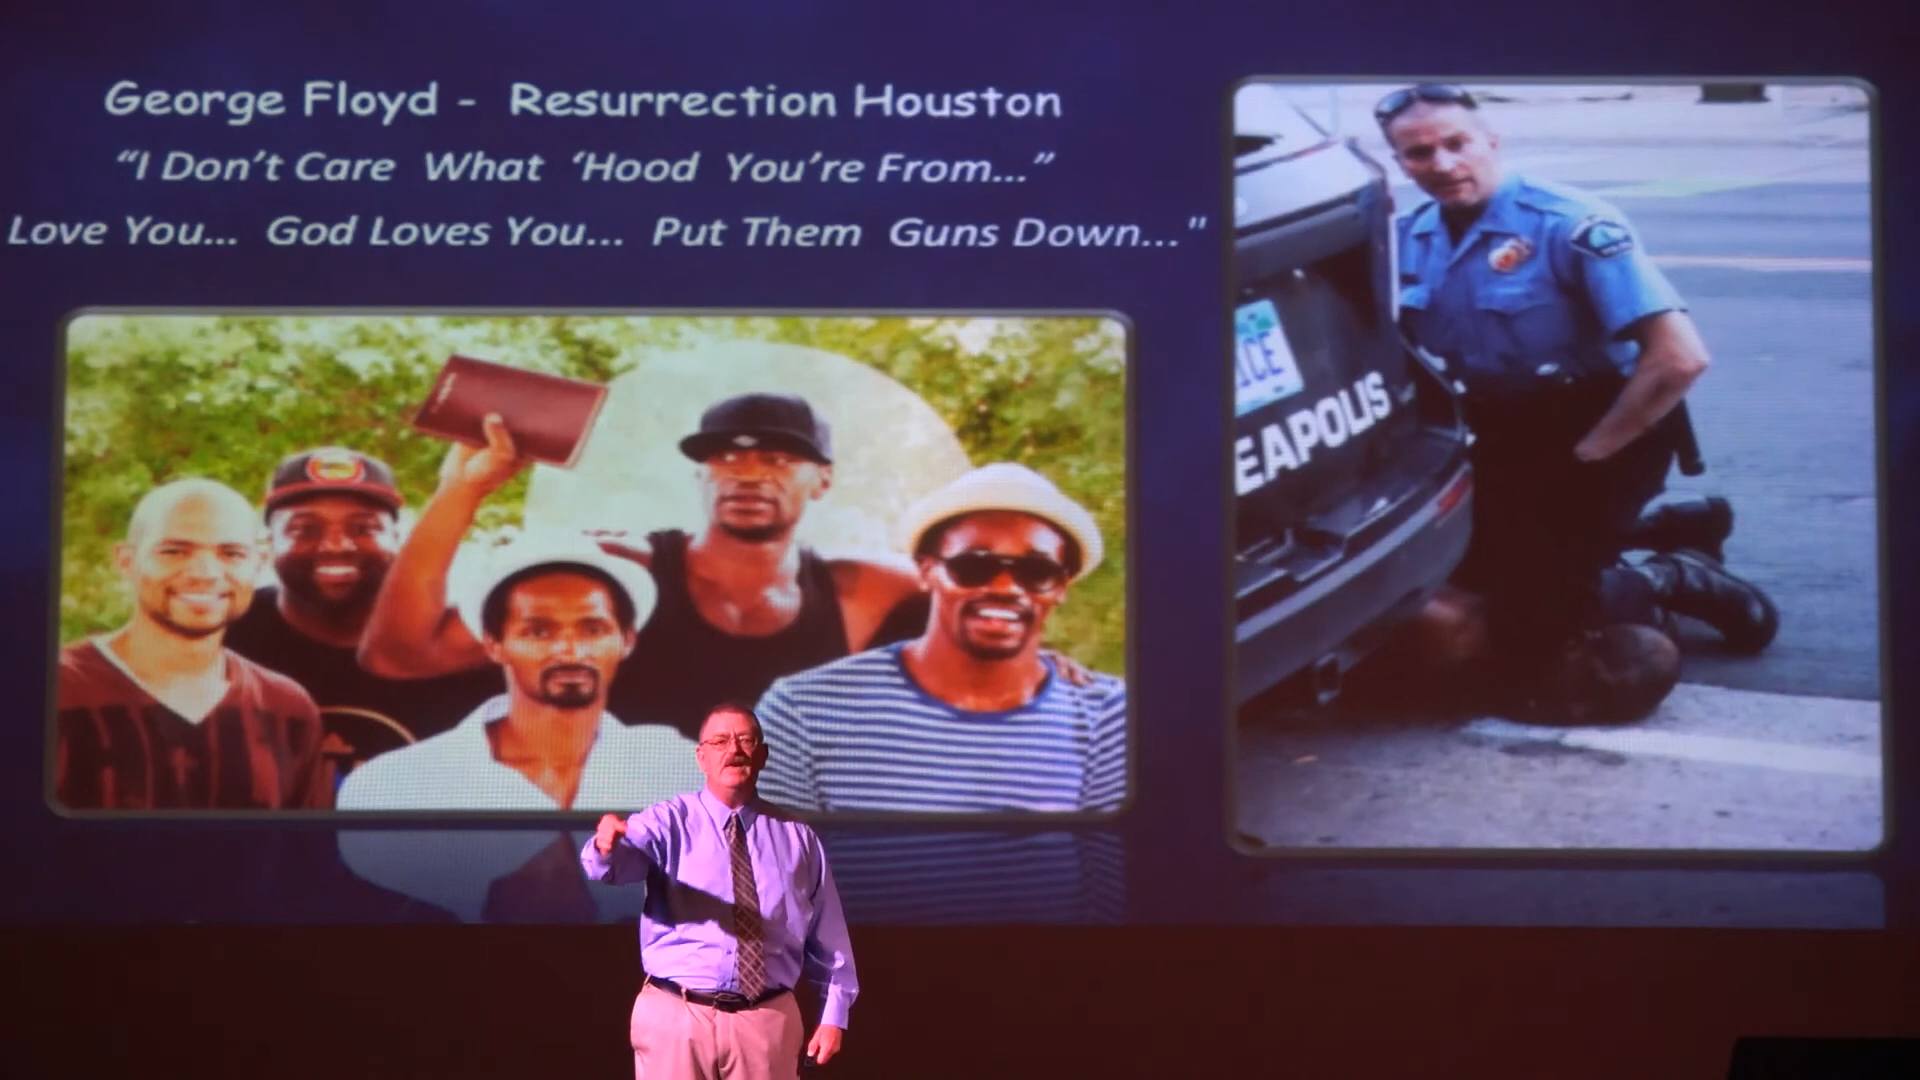 George Floyd - Resurrection Houston
“I Don’t Care What ‘Hood You’re From...”
Love You... God Loves You... Put Them Guns Down..."
ICE
EAPOLIS